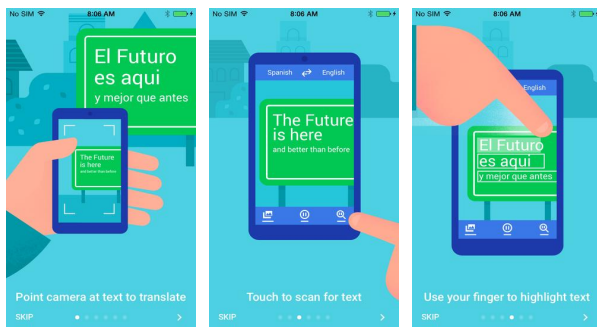 No SIM 8:06 AM
El Futuro
es aqui
y mejor que antes
The Future
is here
and better than before
Point camera at text to translate
SKIP
No SIM 8:06 AM
Spanish English
The Future
is here
and better than before
Touch to scan for text
SKIP
No SIM 8:06 AM
English
El Futuro
es aqui
y mejor que antes
Use your finger to highlight text
SKIP